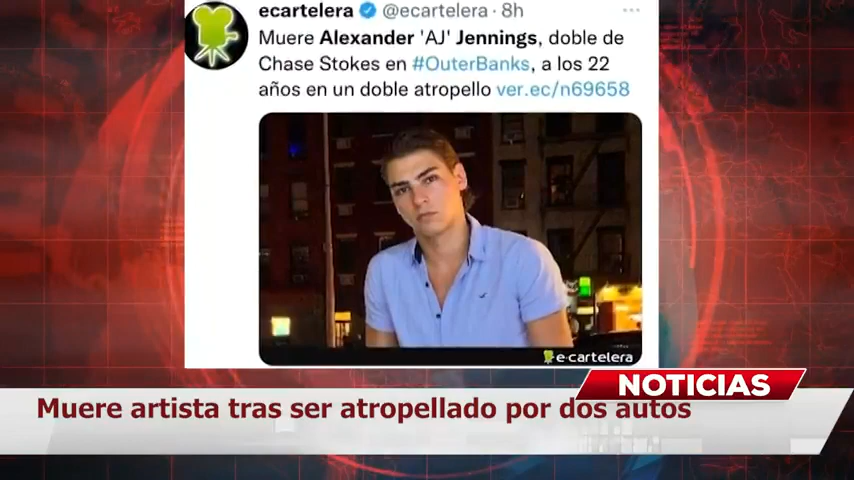 ecartelera @ecartelera · 8h
Muere Alexander 'AJ' Jennings, doble de
Chase Stokes en #OuterBanks, a los 22
años en un doble atropello ver.ec/n69658
e·cartelera
NOTICIAS
Muere artista tras ser atropellado por dos autos